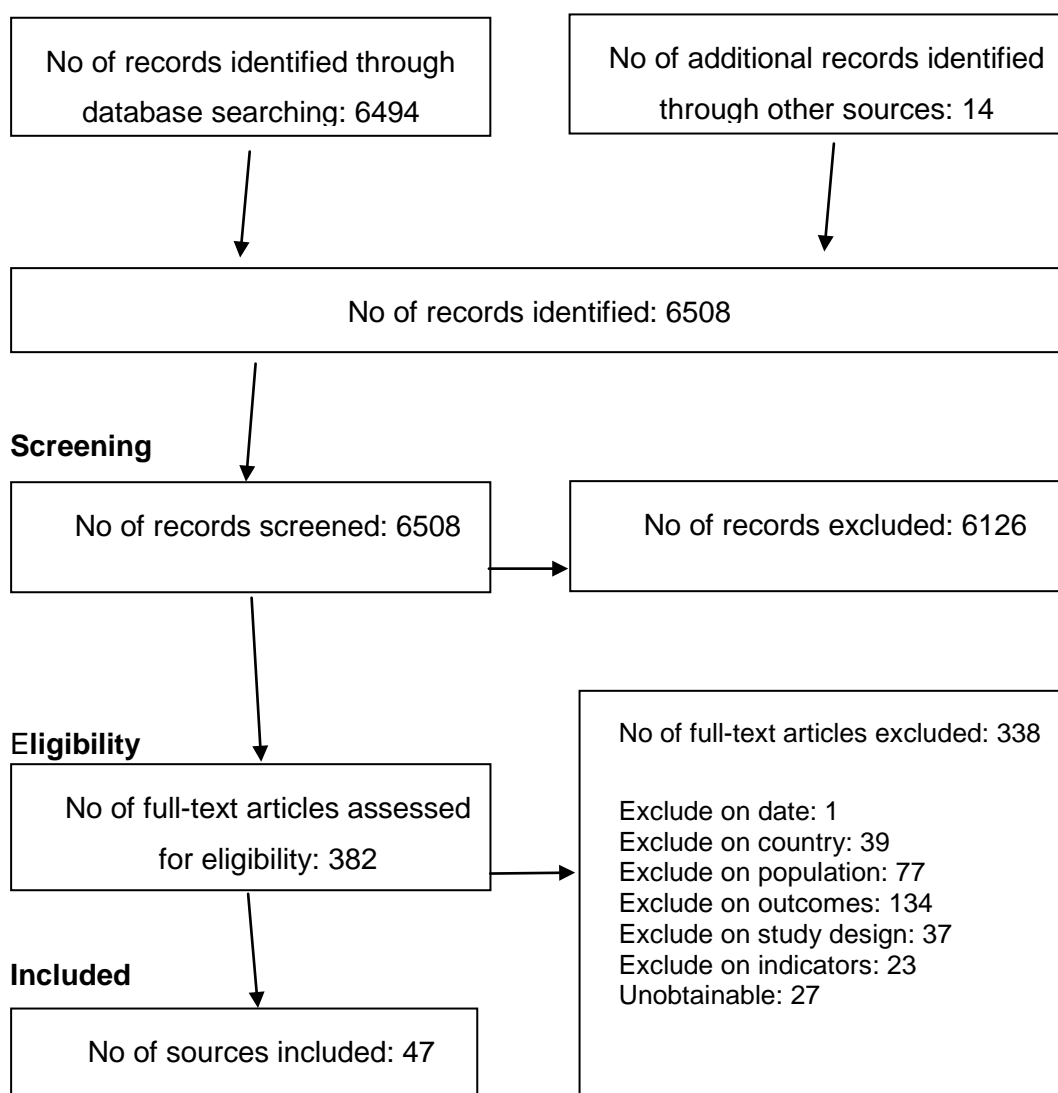 No of records identified through
database searching: 6494
No of additional records identified
through other sources: 14
No of records identified: 6508
Screening
No of records screened: 6508
No of records excluded: 6126
Eligibility
No of full-text articles assessed
for eligibility: 382
No of full-text articles excluded: 338
Exclude on date: 1
Exclude on country: 39
Exclude on population: 77
Exclude on outcomes: 134
Exclude on study design: 37
Exclude on indicators: 23
Unobtainable: 27
Included
No of sources included: 47